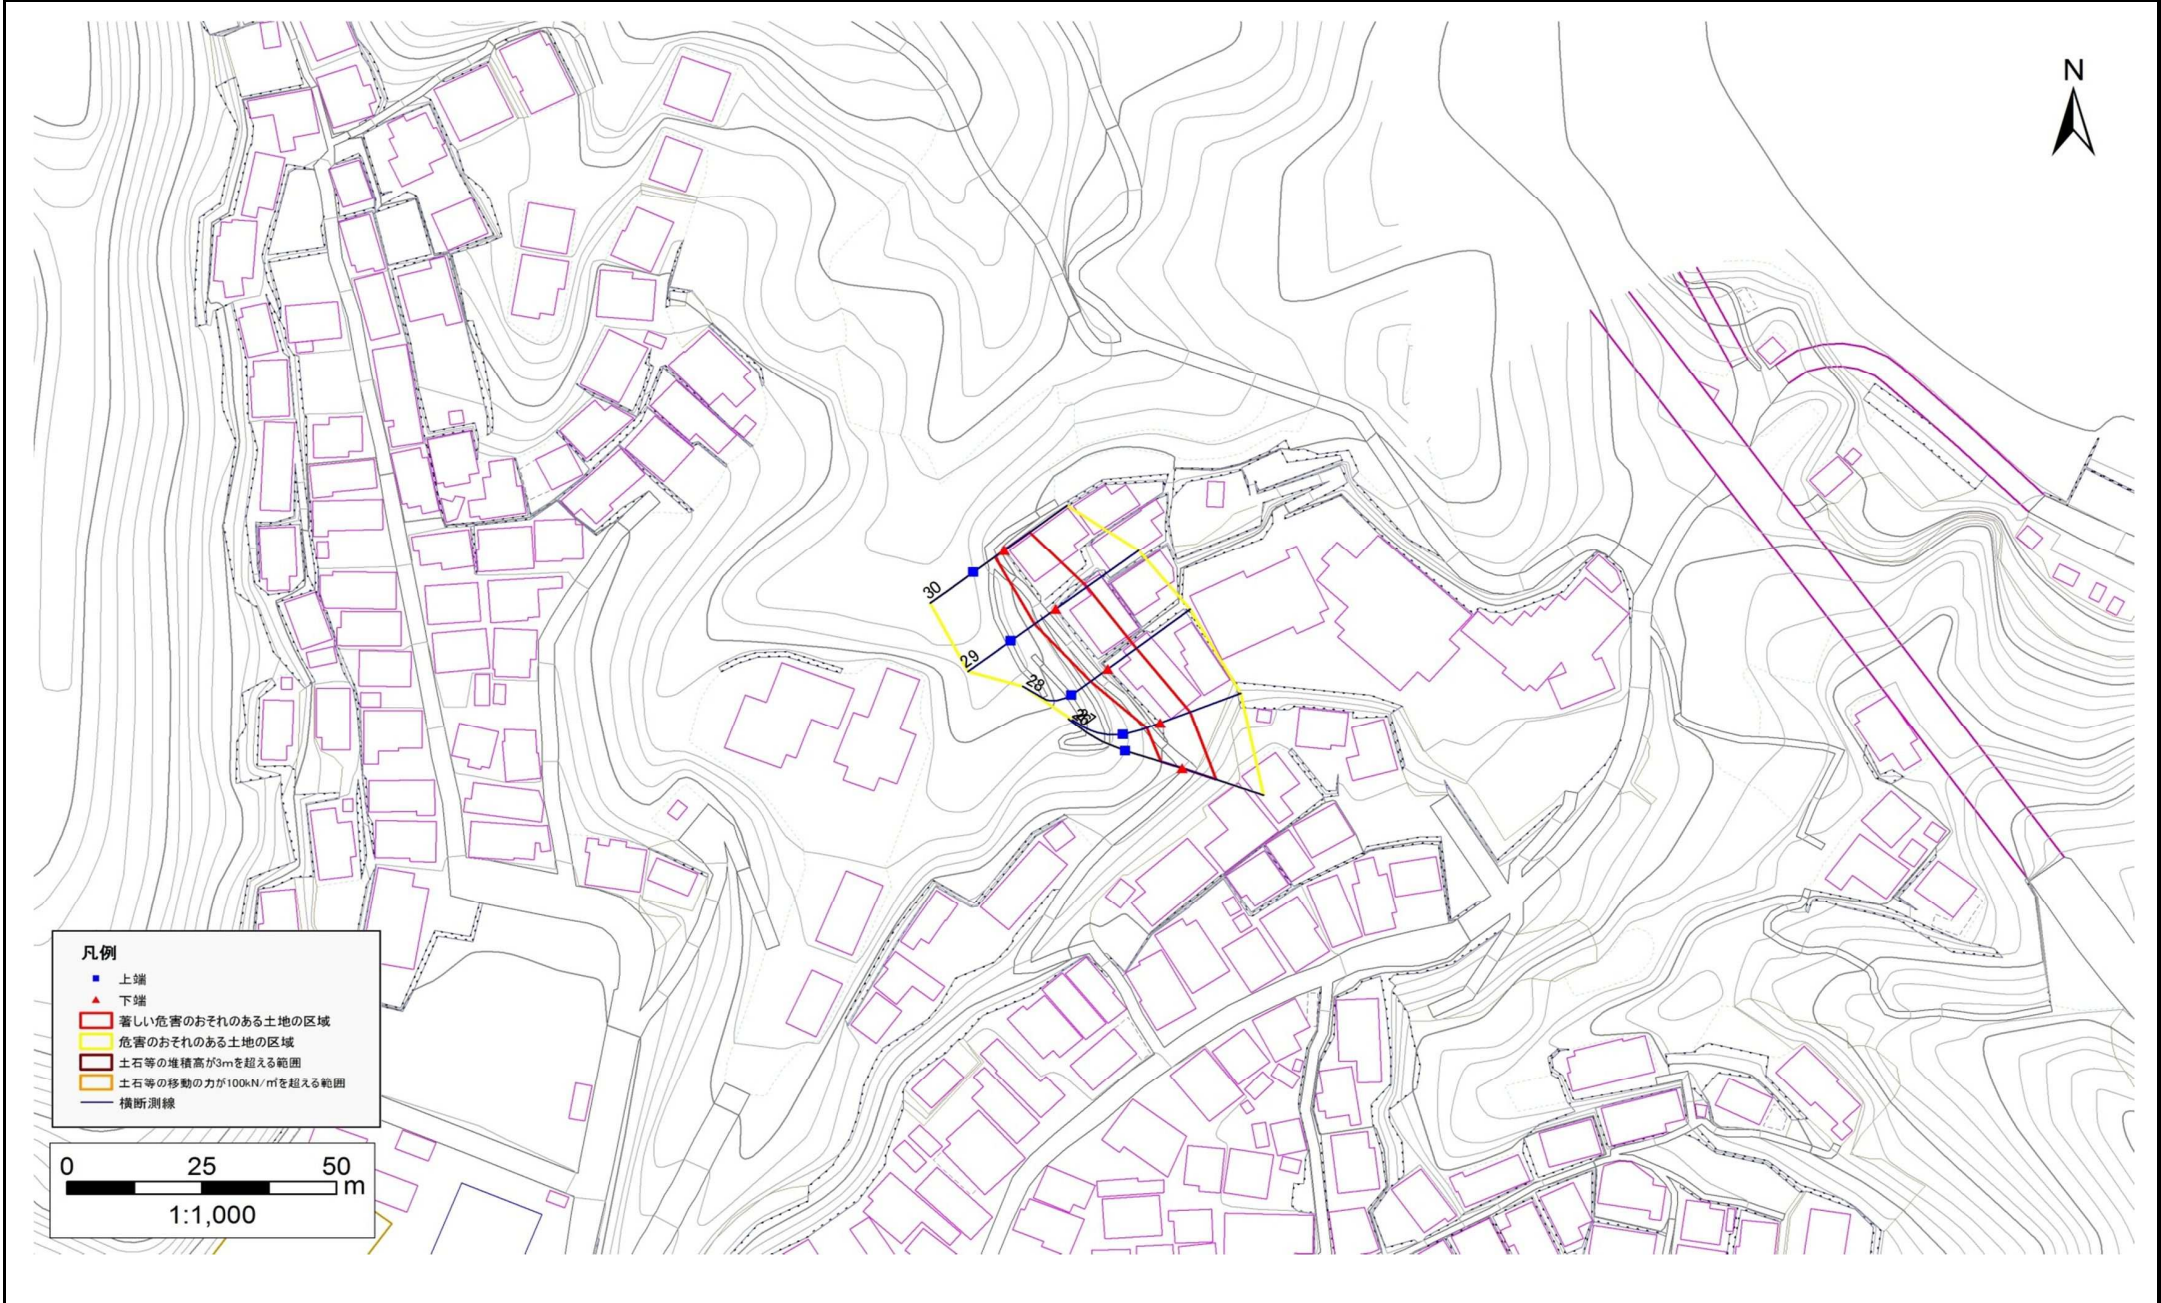 N
30
29
28
凡例
上端
下端
著しい危害のおそれのある土地の区域
危害のおそれのある土地の区域
土石等の堆積高が3mを超える範囲
土石等の移動の力が100kN/㎡を超える範囲
横断測線
0 25 50
m
1:1,000